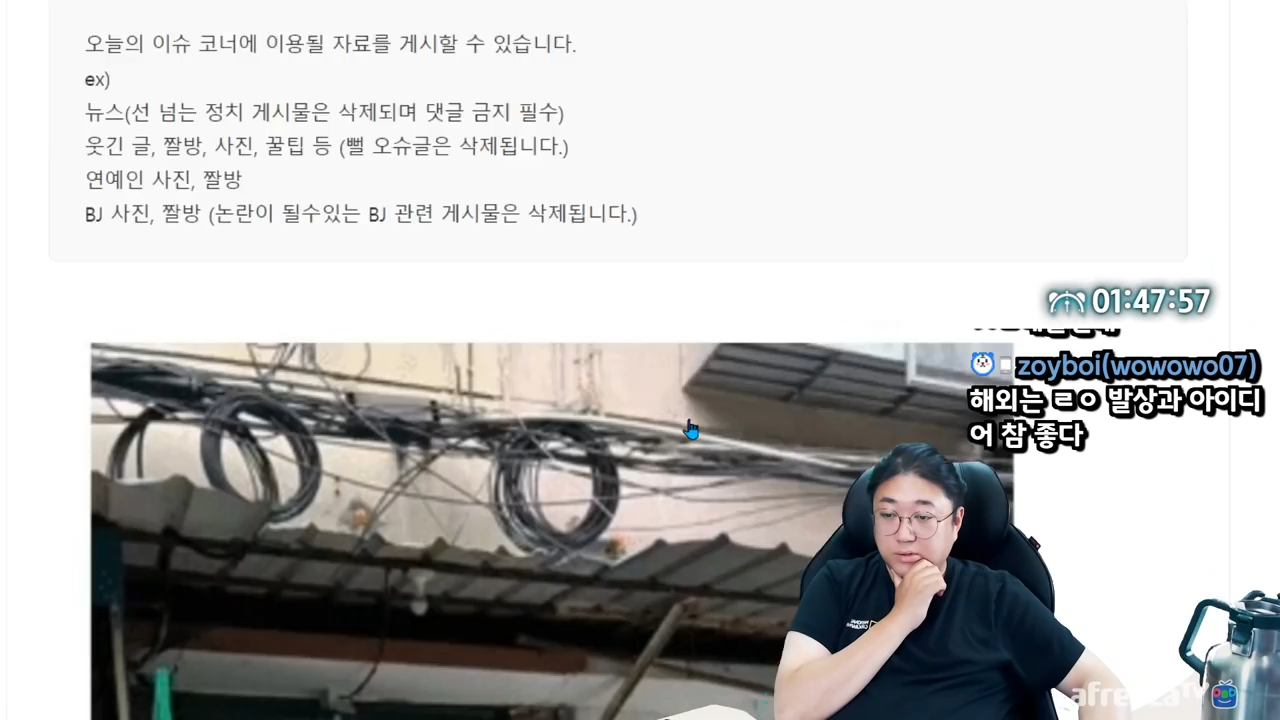 오늘의 이슈 코너에 이용될 자료를 게시할 수 있습니다.
ex)
뉴스(선 넘는 정치 게시물은 삭제되며 댓글 금지 필수)
웃긴 글, 짤방, 사진, 꿀팁 등 (뻘 오슈글은 삭제됩니다.)
연예인 사진, 짤방
BJ 사진, 짤방 (논란이 될수있는 BJ 관련 게시물은 삭제됩니다.)
01:47:57
zoyboi(wowowo07)
해외는 ㄹㅇ 발상과 아이디
어 참 좋다
afreecaTV